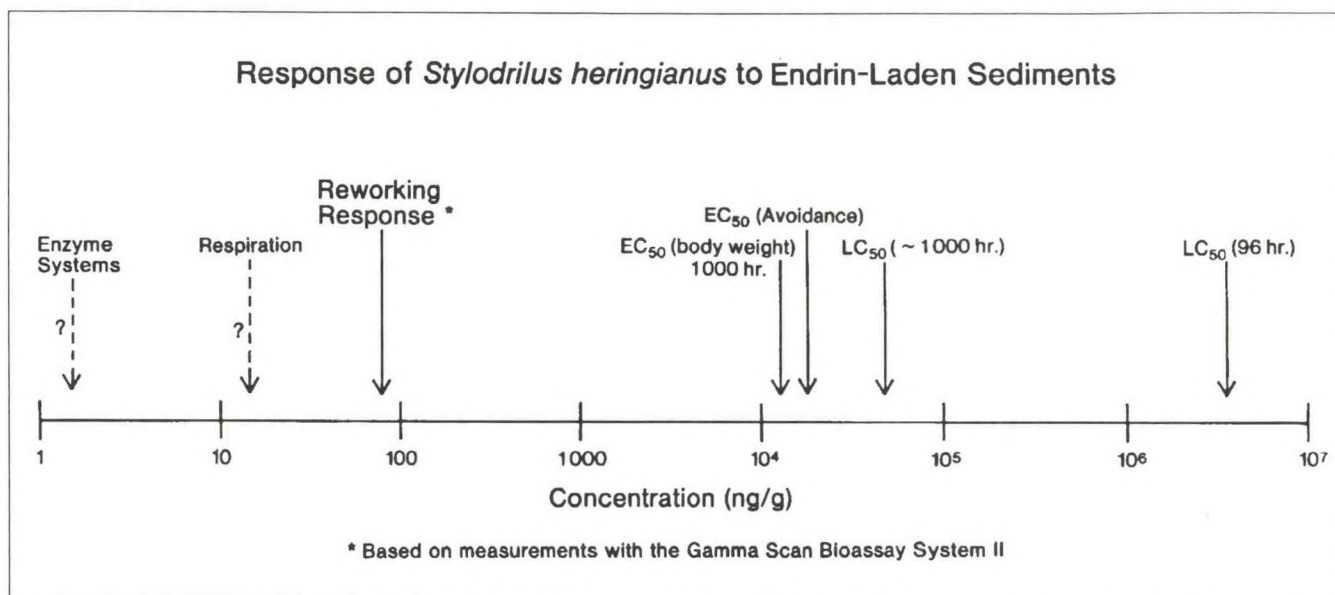 Response of Stylodrilus heringianus to Endrin-Laden Sediments
Reworking
Response *
Enzyme
Systems
Respiration
EC₅₀ (Avoidance)
EC₅₀ (body weight)
1000 hr.
LC₅₀ (~ 1000 hr.)
LC₅₀ (96 hr.)
?
?
1
10
100
1000
10⁴
10⁵
10⁶
10⁷
Concentration (ng/g)
* Based on measurements with the Gamma Scan Bioassay System II